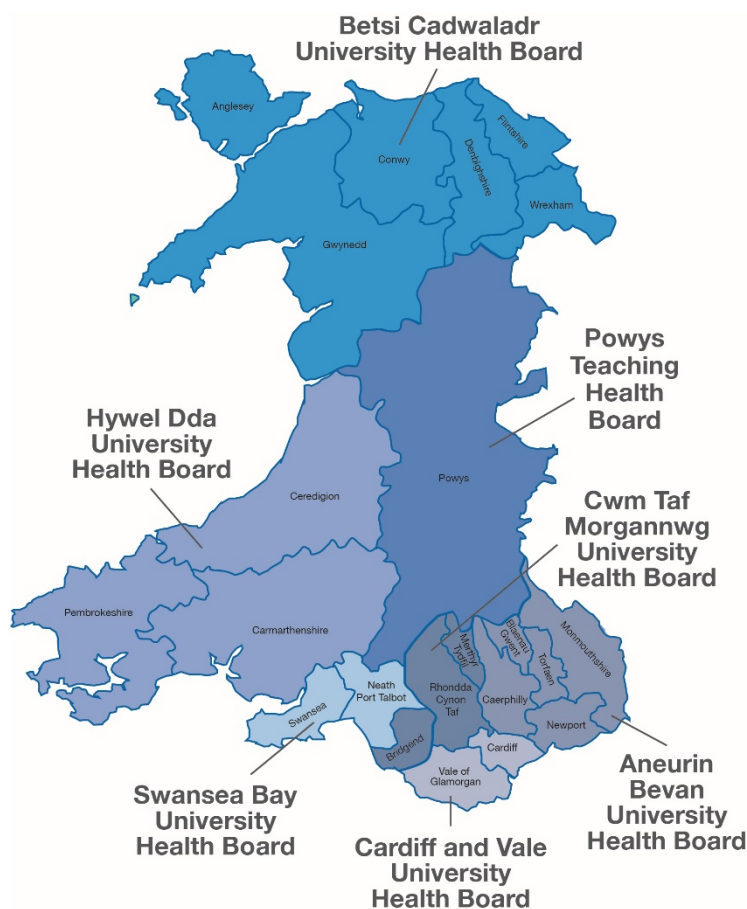 Betsi Cadwaladr
University Health Board
Anglesey
Flintshire
Conwy
Denbighshire
Wrexham
Gwynedd
Powys
Teaching
Health
Board
Hywel Dda
University
Health Board
Powys
Ceredigion
Cwm Taf
Morgannwg
University
Health Board
Pembrokeshire
Carmarthenshire
Merthyr
Tydfil
Blaenau
Gwent
Torfaen
Monmouthshire
Neath
Port Talbot
Swansea
Rhondda
Cynon
Taf
Caerphilly
Newport
Bridgend
Cardiff
Vale of
Glamorgan
Swansea Bay
University
Health Board
Cardiff and Vale
University
Health Board
Aneurin
Bevan
University
Health Board